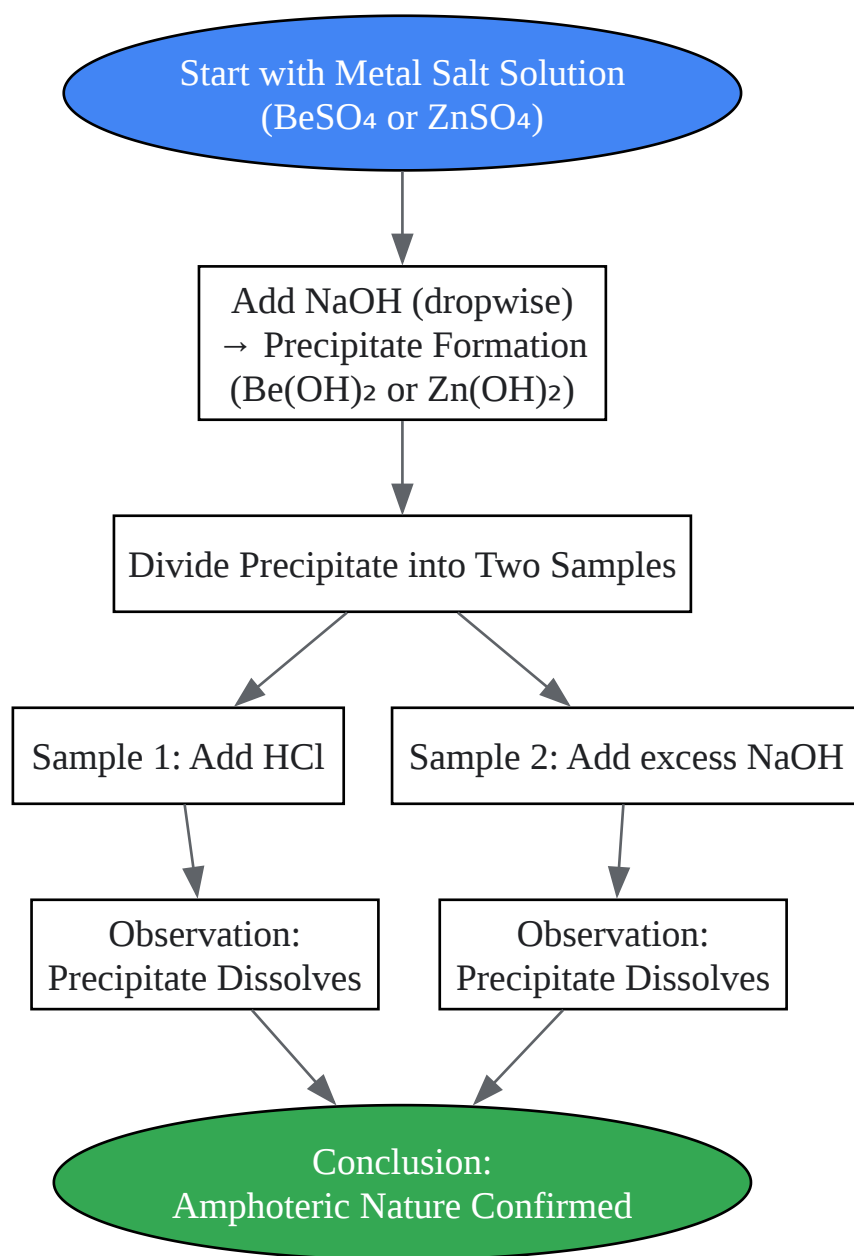 Start with Metal Salt Solution
(BeSO₄ or ZnSO₄)
Add NaOH (dropwise)
→ Precipitate Formation
(Be(OH)₂ or Zn(OH)₂)
Divide Precipitate into Two Samples
Sample 1: Add HCl
Sample 2: Add excess NaOH
Observation:
Precipitate Dissolves
Observation:
Precipitate Dissolves
Conclusion:
Amphoteric Nature Confirmed